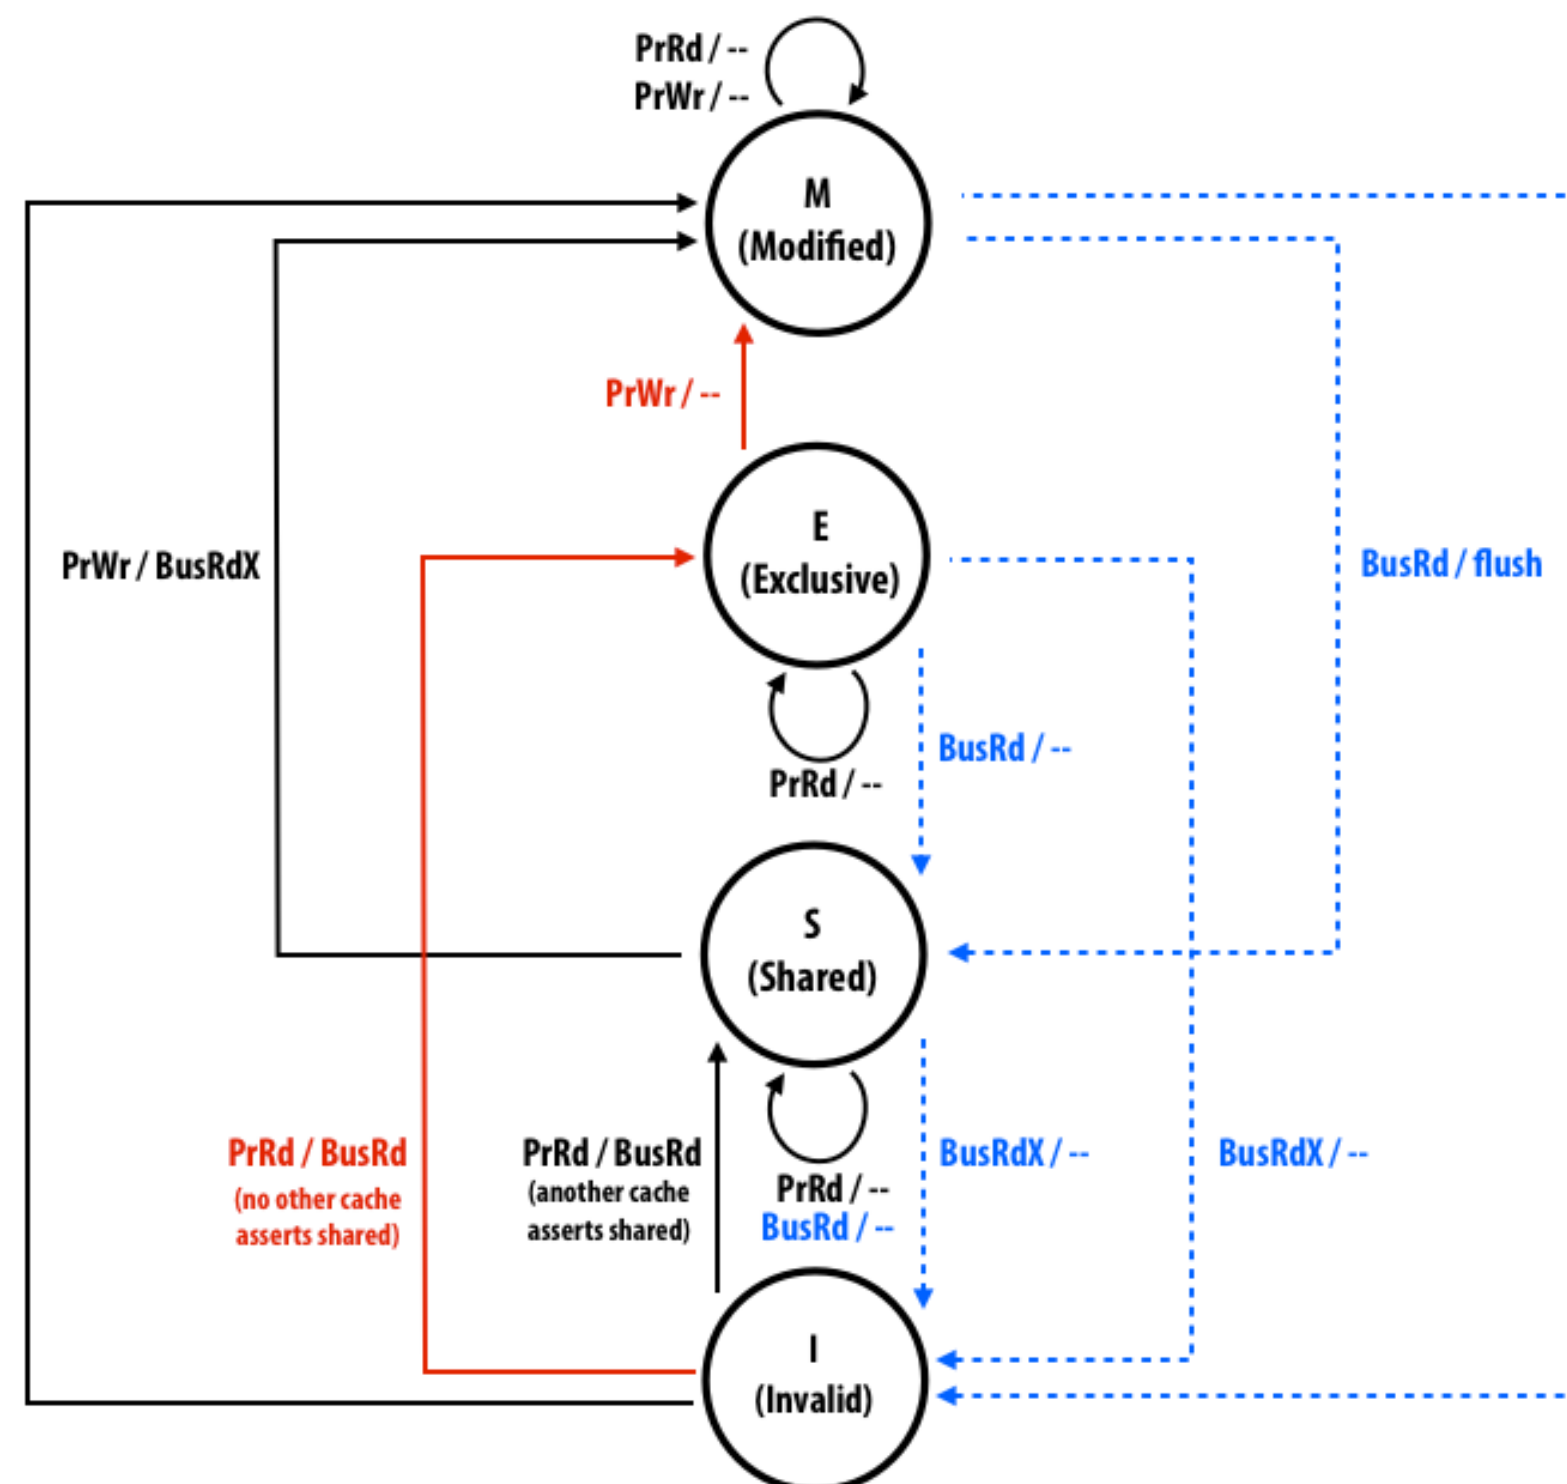 PrRd / --
PrWr / --
M
(Modified)
PrWr / --
E
(Exclusive)
PrWr / BusRdX
BusRd / flush
BusRd / --
PrRd / --
S
(Shared)
PrRd / BusRd
(no other cache
asserts shared)
PrRd / BusRd
(another cache
asserts shared)
PrRd / --
BusRd / --
BusRdX / --
BusRdX / --
I
(Invalid)